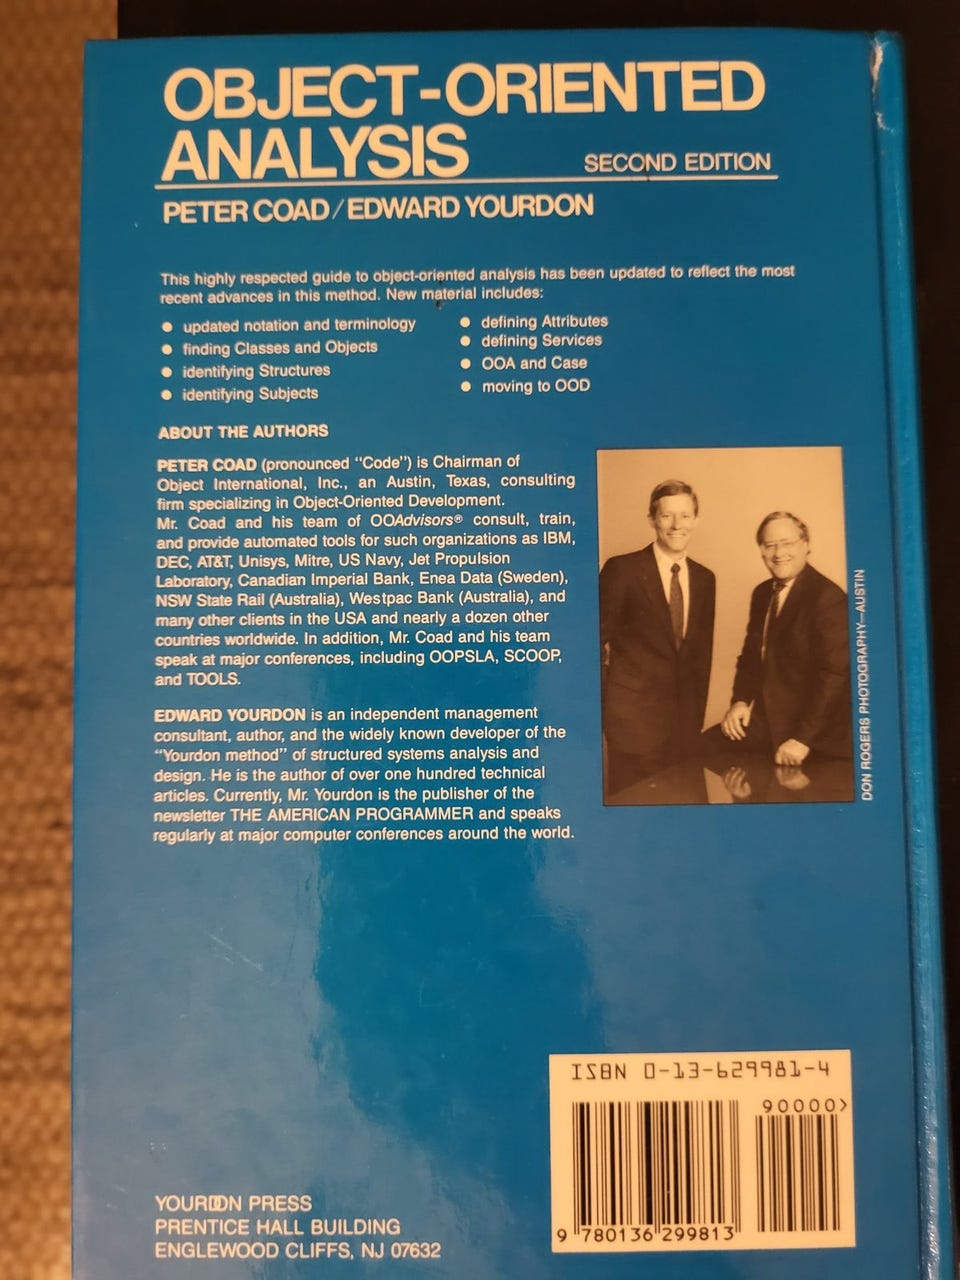 OBJECT-ORIENTED
ANALYSIS
SECOND EDITION
PETER COAD/EDWARD YOURDON
This highly respected guide to object-oriented analysis has been updated to reflect the most
recent advances in this method. New material includes:
● updated notation and terminology
● finding Classes and Objects
● identifying Structures
● identifying Subjects
● defining Attributes
● defining Services
● OOA and Case
● moving to OOD
ABOUT THE AUTHORS
PETER COAD (pronounced "Code") is Chairman of
Object International, Inc., an Austin, Texas, consulting
firm specializing in Object-Oriented Development.
Mr. Coad and his team of OOAdvisors® consult, train,
and provide automated tools for such organizations as IBM,
DEC, AT&T, Unisys, Mitre, US Navy, Jet Propulsion
Laboratory, Canadian Imperial Bank, Enea Data (Sweden),
NSW State Rail (Australia), Westpac Bank (Australia), and
many other clients in the USA and nearly a dozen other
countries worldwide. In addition, Mr. Coad and his team
speak at major conferences, including OOPSLA, SCOOP,
and TOOLS.
EDWARD YOURDON is an independent management
consultant, author, and the widely known developer of the
"Yourdon method" of structured systems analysis and
design. He is the author of over one hundred technical
articles. Currently, Mr. Yourdon is the publisher of the
newsletter THE AMERICAN PROGRAMMER and speaks
regularly at major computer conferences around the world.
DON ROGERS PHOTOGRAPHY—AUSTIN
ISBN 0-13-629981-4
90000>
9 780136 299813
YOURDON PRESS
PRENTICE HALL BUILDING
ENGLEWOOD CLIFFS, NJ 07632